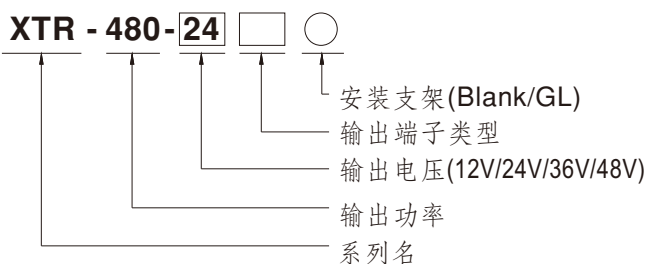 XTR - 480-24
安装支架(Blank/GL)
输出端子类型
输出电压(12V/24V/36V/48V)
输出功率
系列名